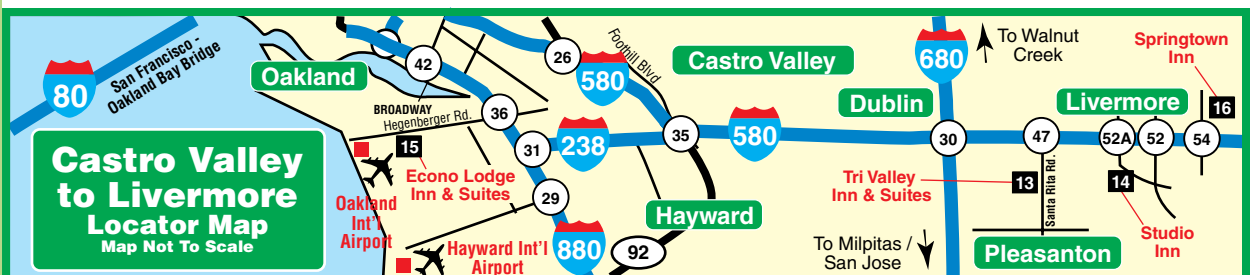 80
San Francisco -
Oakland Bay Bridge
Oakland
42
BROADWAY
Hegenberger Rd.
36
26
580
Foothill Blvd
Castro Valley
680
To Walnut
Creek
Springtown
Inn
16
Dublin
Livermore
Castro Valley
to Livermore
Locator Map
Map Not To Scale
15
Econo Lodge
Inn & Suites
31
238
35
580
30
47
52A
52
54
Oakland
Int'l
Airport
29
Hayward
Tri Valley
Inn & Suites
13
Santa Rita Rd.
14
Studio
Inn
Hayward Int'l
Airport
880
92
To Milpitas /
San Jose
Pleasanton